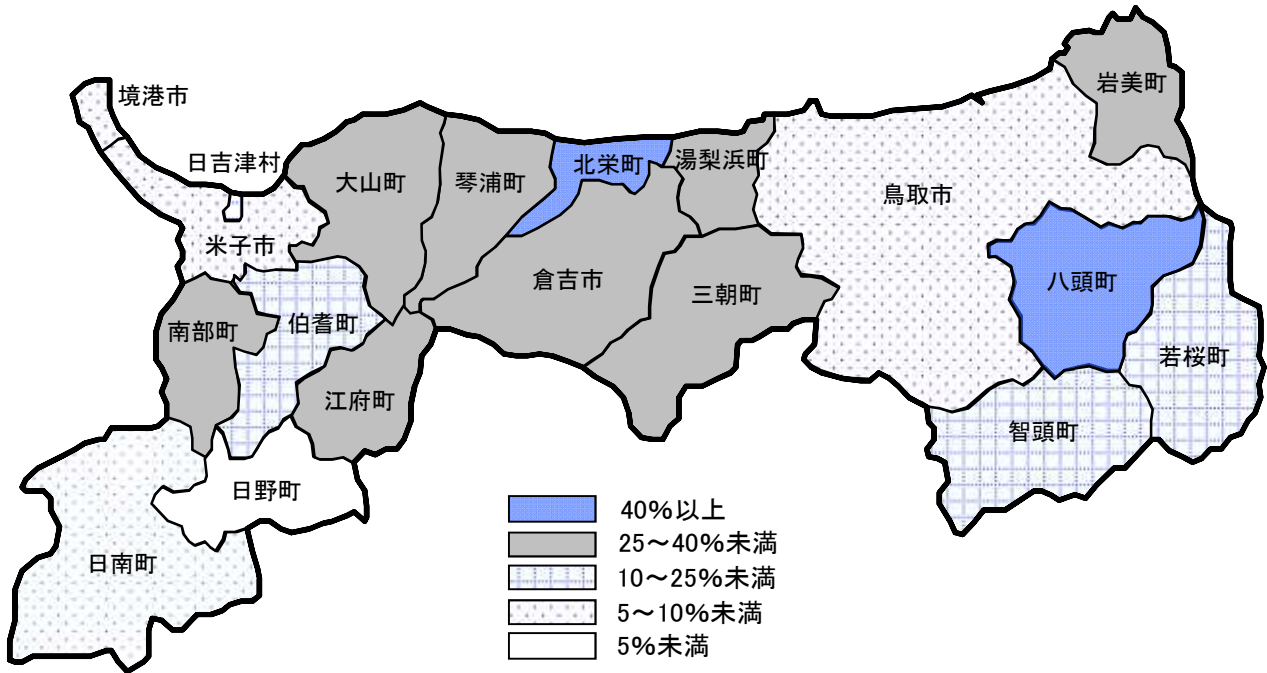 岩美町
境港市
日吉津村
北栄町
湯梨浜町
大山町
琴浦町
鳥取市
米子市
倉吉市
八頭町
三朝町
伯耆町
南部町
若桜町
江府町
智頭町
日野町
日南町
40%以上
25～40%未満
10～25%未満
5～10%未満
5%未満